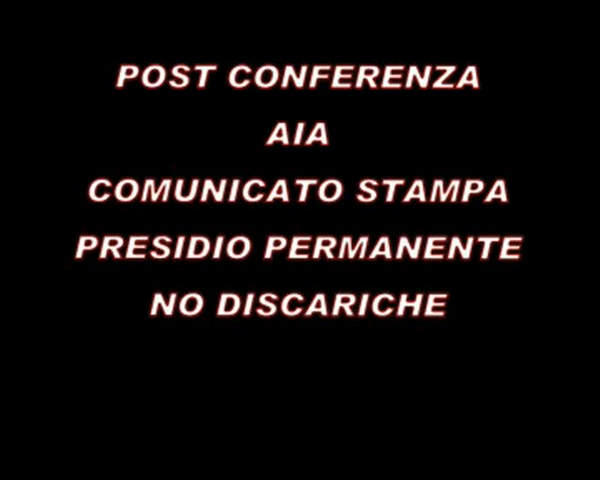 POST CONFERENZA
AIA
COMUNICATO STAMPA
PRESIDIO PERMANENTE
NO DISCARICHE